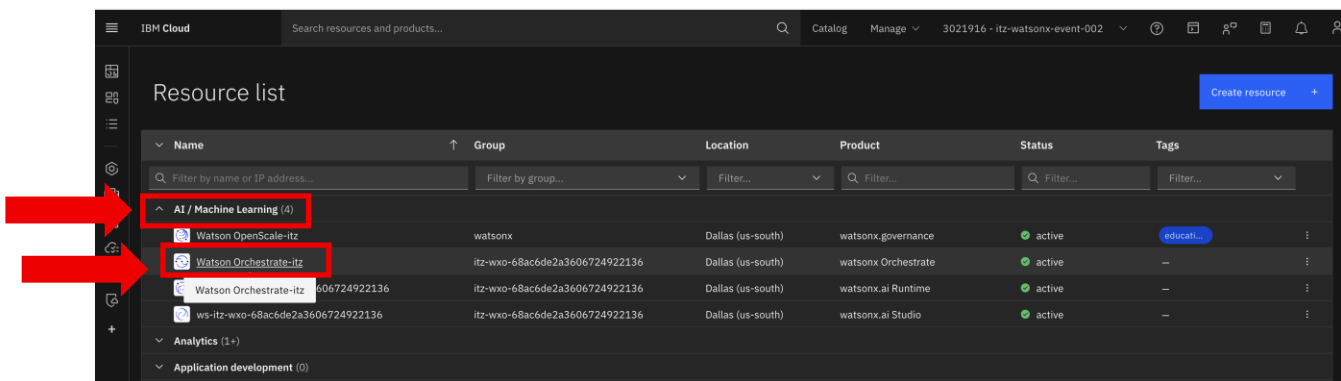 IBM Cloud Search resources and products... Catalog Manage 3021916 - itz-watsonx-event-002
Resource list
Create resource +
Name Group Location Product Status Tags
Filter by name or IP address... Filter by group... Filter... Filter... Filter... Filter...
AI / Machine Learning (4)
Watson OpenScale-itz watsonx Dallas (us-south) watsonx.governance active educati...
Watson Orchestrate-itz itz-wxo-68ac6de2a3606724922136 Dallas (us-south) watsonx Orchestrate active –
Watson Orchestrate-itz 3606724922136 itz-wxo-68ac6de2a3606724922136 Dallas (us-south) watsonx.ai Runtime active –
ws-itz-wxo-68ac6de2a3606724922136 itz-wxo-68ac6de2a3606724922136 Dallas (us-south) watsonx.ai Studio active –
Analytics (1+)
Application development (0)